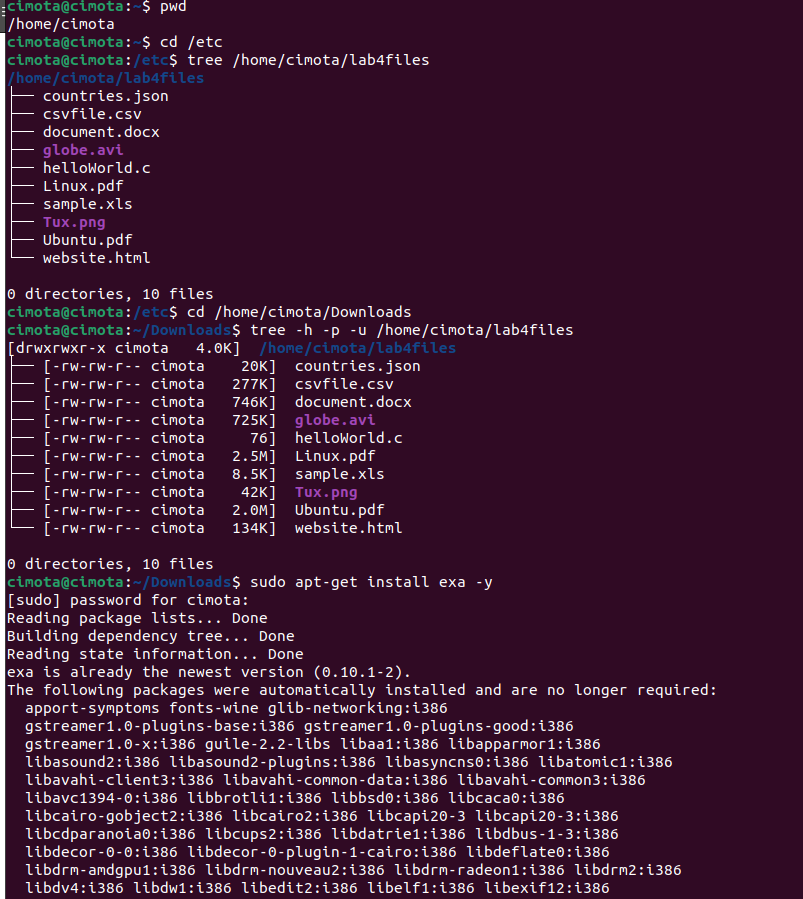 cimota@cimota:~$ pwd
/home/cimota
cimota@cimota:~$ cd /etc
cimota@cimota:/etc$ tree /home/cimota/lab4files
/home/cimota/lab4files
├── countries.json
├── csvfile.csv
├── document.docx
├── globe.avi
├── helloWorld.c
├── Linux.pdf
├── sample.xls
├── Tux.png
├── Ubuntu.pdf
└── website.html

0 directories, 10 files
cimota@cimota:/etc$ cd /home/cimota/Downloads
cimota@cimota:~/Downloads$ tree -h -p -u /home/cimota/lab4files
[drwxrwxr-x cimota   4.0K]  /home/cimota/lab4files
├── [-rw-rw-r-- cimota    20K]  countries.json
├── [-rw-rw-r-- cimota   277K]  csvfile.csv
├── [-rw-rw-r-- cimota   746K]  document.docx
├── [-rw-rw-r-- cimota   725K]  globe.avi
├── [-rw-rw-r-- cimota     76]  helloWorld.c
├── [-rw-rw-r-- cimota   2.5M]  Linux.pdf
├── [-rw-rw-r-- cimota   8.5K]  sample.xls
├── [-rw-rw-r-- cimota    42K]  Tux.png
├── [-rw-rw-r-- cimota   2.0M]  Ubuntu.pdf
└── [-rw-rw-r-- cimota   134K]  website.html

0 directories, 10 files
cimota@cimota:~/Downloads$ sudo apt-get install exa -y
[sudo] password for cimota:
Reading package lists... Done
Building dependency tree... Done
Reading state information... Done
exa is already the newest version (0.10.1-2).
The following packages were automatically installed and are no longer required:
  apport-symptoms fonts-wine glib-networking:i386
  gstreamer1.0-plugins-base:i386 gstreamer1.0-plugins-good:i386
  gstreamer1.0-x:i386 guile-2.2-libs libaa1:i386 libapparmor1:i386
  libasound2:i386 libasound2-plugins:i386 libasyncns0:i386 libatomic1:i386
  libavahi-client3:i386 libavahi-common-data:i386 libavahi-common3:i386
  libavc1394-0:i386 libbrotli1:i386 libbsd0:i386 libcaca0:i386
  libcairo-gobject2:i386 libcairo2:i386 libcapi20-3 libcapi20-3:i386
  libcdparanoia0:i386 libcups2:i386 libdatrie1:i386 libdbus-1-3:i386
  libdecor-0-0:i386 libdecor-0-plugin-1-cairo:i386 libdeflate0:i386
  libdrm-amdgpu1:i386 libdrm-nouveau2:i386 libdrm-radeon1:i386 libdrm2:i386
  libdv4:i386 libdw1:i386 libedit2:i386 libelf1:i386 libexif12:i386